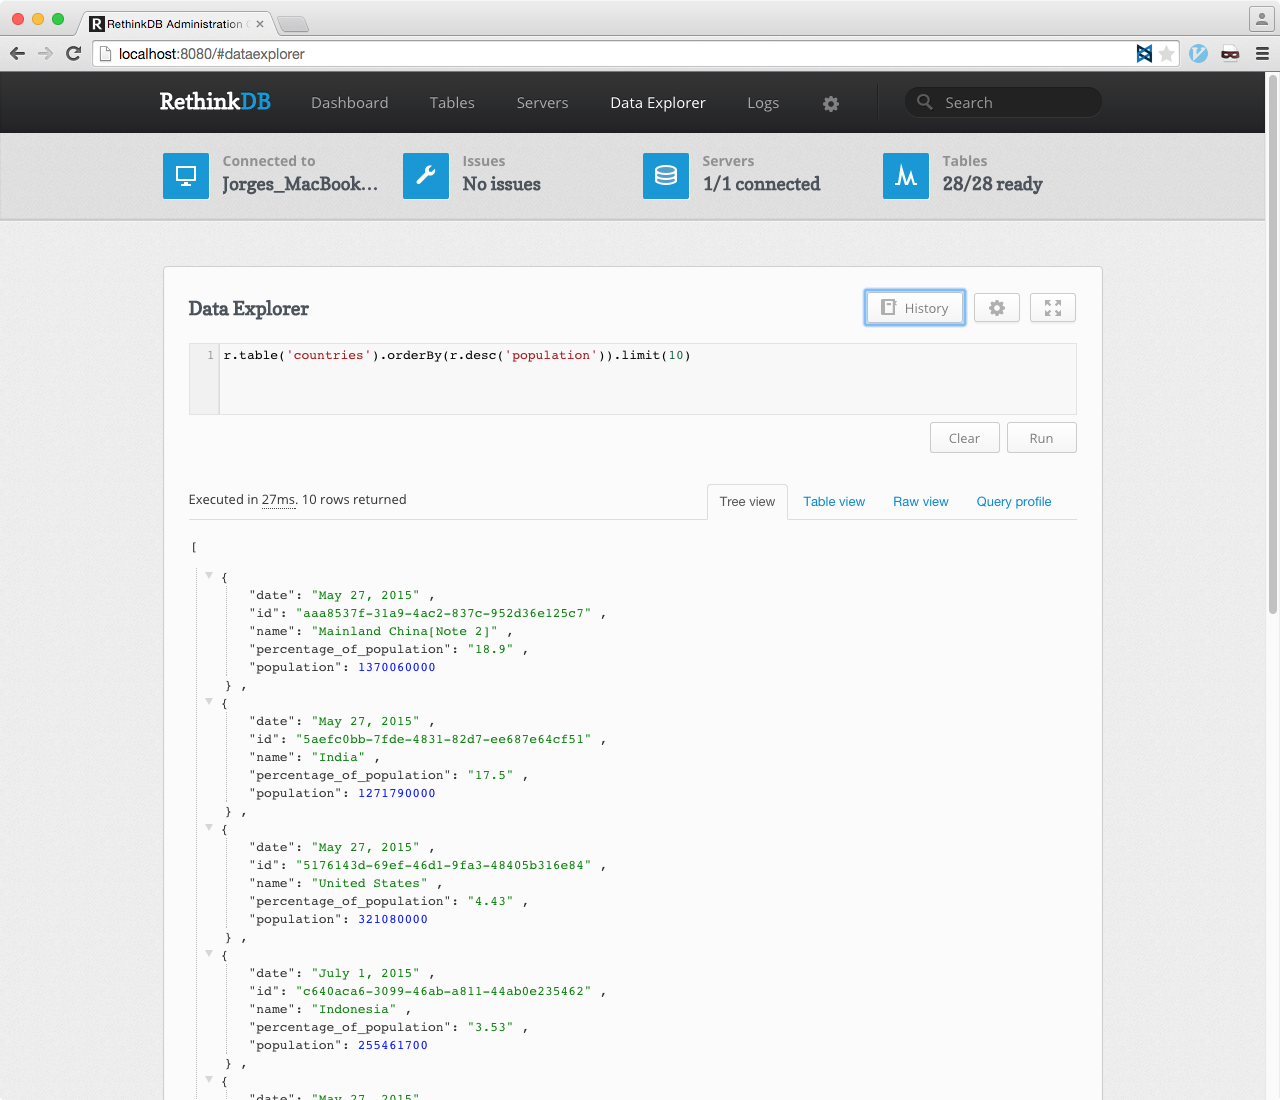 RethinkDB Administration
localhost:8080/#dataexplorer
RethinkDB Dashboard Tables Servers Data Explorer Logs Search
Connected to Issues Servers Tables
Jorges_MacBook... No issues 1/1 connected 28/28 ready
Data Explorer History
1 r.table('countries').orderBy(r.desc('population')).limit(10)
Clear Run
Executed in 27ms. 10 rows returned Tree view Table view Raw view Query profile
[
{
"date": "May 27, 2015" ,
"id": "aaa8537f-31a9-4ac2-837c-952d36e125c7" ,
"name": "Mainland China[Note 2]" ,
"percentage_of_population": "18.9" ,
"population": 1370060000
} ,
{
"date": "May 27, 2015" ,
"id": "5aefc0bb-7fde-4831-82d7-ee687e64cf51" ,
"name": "India" ,
"percentage_of_population": "17.5" ,
"population": 1271790000
} ,
{
"date": "May 27, 2015" ,
"id": "5176143d-69ef-46d1-9fa3-48405b316e84" ,
"name": "United States" ,
"percentage_of_population": "4.43" ,
"population": 321080000
} ,
{
"date": "July 1, 2015" ,
"id": "c640aca6-3099-46ab-a811-44ab0e235462" ,
"name": "Indonesia" ,
"percentage_of_population": "3.53" ,
"population": 255461700
} ,
{
"date": "May 27, 2015"